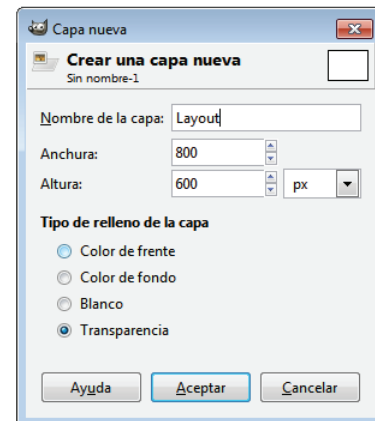 Capa nueva
Crear una capa nueva
Sin nombre-1
Nombre de la capa: Layout
Anchura: 800
Altura: 600 px
Tipo de relleno de la capa
Color de frente
Color de fondo
Blanco
Transparencia
Ayuda Aceptar Cancelar